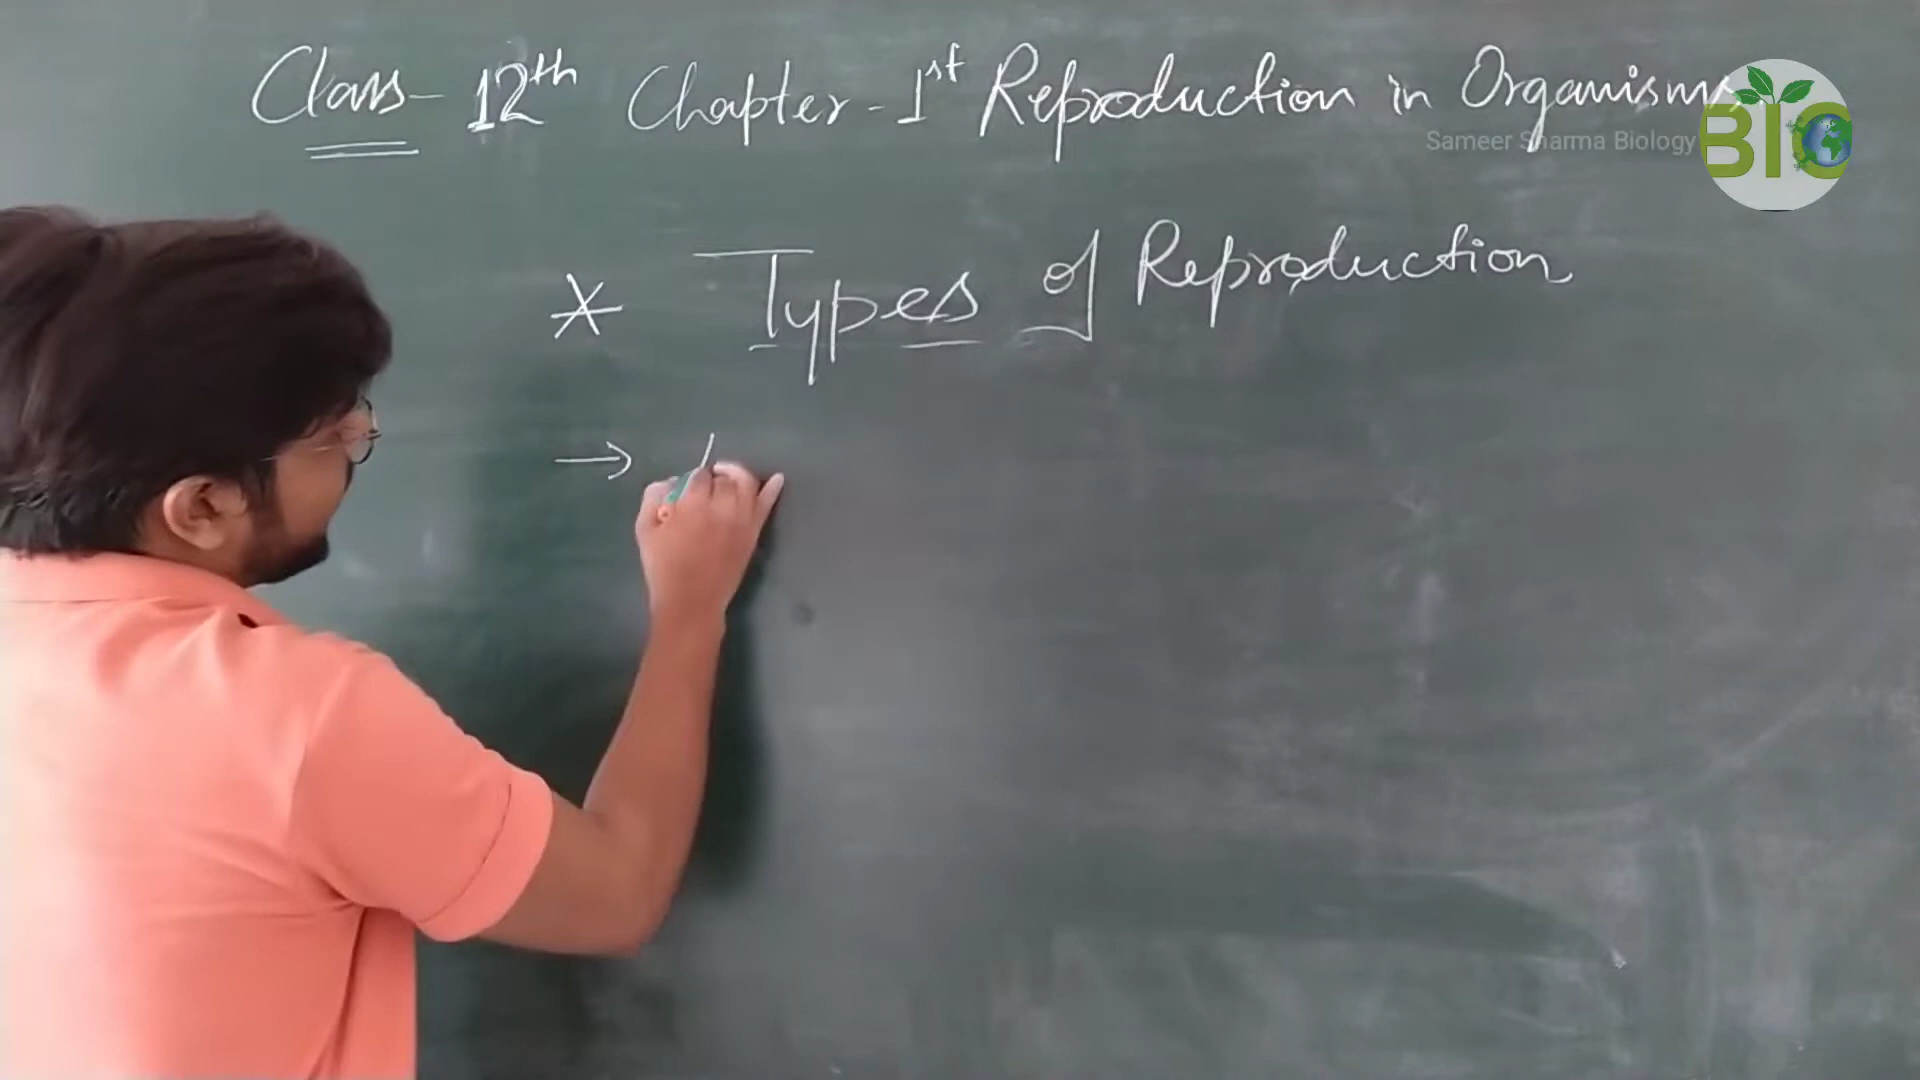 Class - 12th Chapter - 1st Reproduction in Organisms
Sameer Sharma Biology
BIO
* Types of Reproduction
→